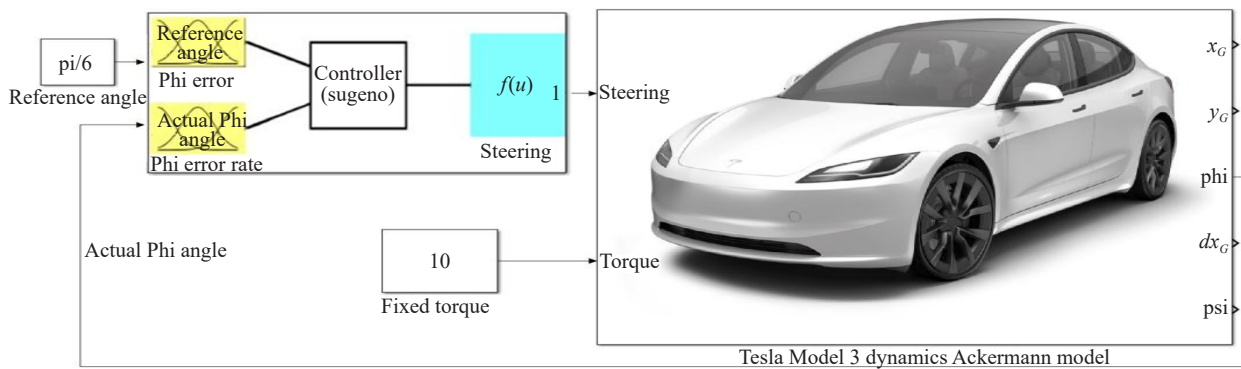 pi/6
Reference angle
Reference
angle
Phi error
Actual Phi
angle
Phi error rate
Controller
(sugeno)
f(u)
1
Steering
Steering
Torque
10
Fixed torque
Actual Phi angle
x_G
y_G
phi
dx_G
psi
Tesla Model 3 dynamics Ackermann model